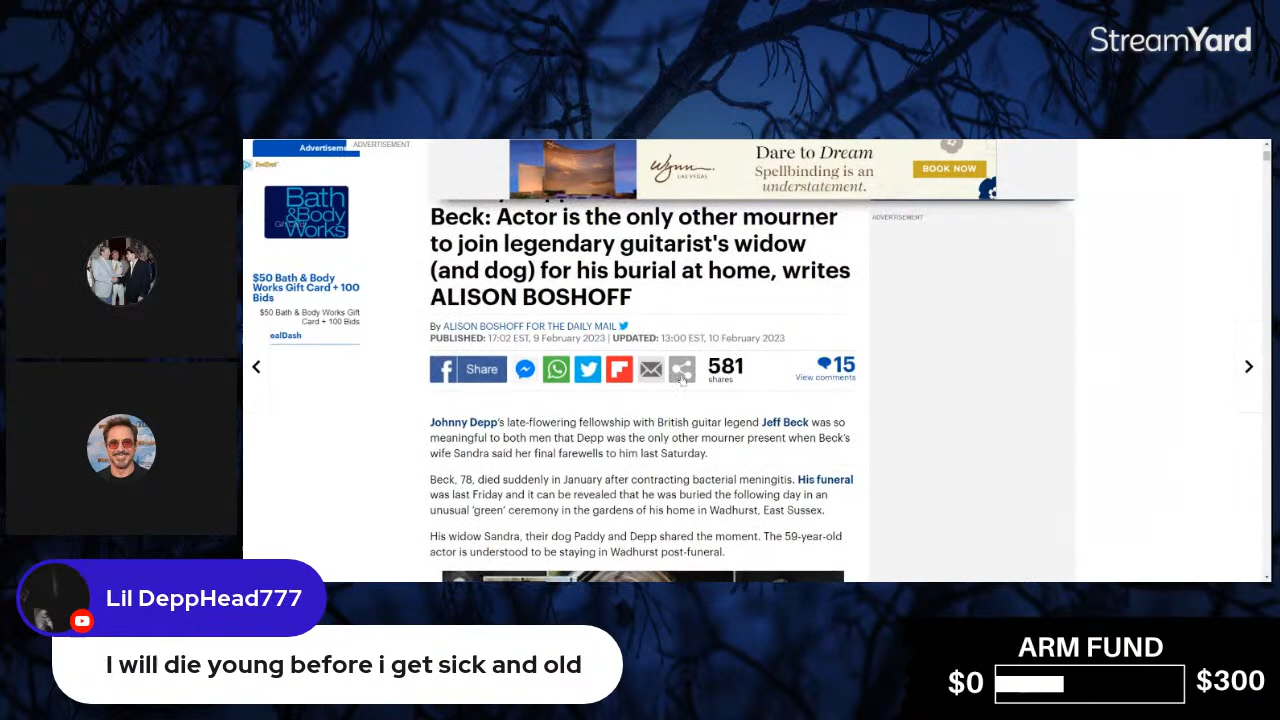 StreamYard
Advertisem
ADVERTISEMENT
Bath
& Body
Works
$50 Bath & Body
Works Gift Card + 100
Bids
$50 Bath & Body Works Gift
Card + 100 Bids
ealDash
Wynn
LAS VEGAS
Dare to Dream
Spellbinding is an
understatement.
BOOK NOW
ADVERTISEMENT
Beck: Actor is the only other mourner
to join legendary guitarist's widow
(and dog) for his burial at home, writes
ALISON BOSHOFF
By ALISON BOSHOFF FOR THE DAILY MAIL
PUBLISHED: 17:02 EST, 9 February 2023 | UPDATED: 13:00 EST, 10 February 2023
f Share
581
shares
15
View comments
Johnny Depp's late-flowering fellowship with British guitar legend Jeff Beck was so
meaningful to both men that Depp was the only other mourner present when Beck's
wife Sandra said her final farewells to him last Saturday.
Beck, 78, died suddenly in January after contracting bacterial meningitis. His funeral
was last Friday and it can be revealed that he was buried the following day in an
unusual 'green' ceremony in the gardens of his home in Wadhurst, East Sussex.
His widow Sandra, their dog Paddy and Depp shared the moment. The 59-year-old
actor is understood to be staying in Wadhurst post-funeral.
Lil DeppHead777
I will die young before i get sick and old
ARM FUND
$0
$300